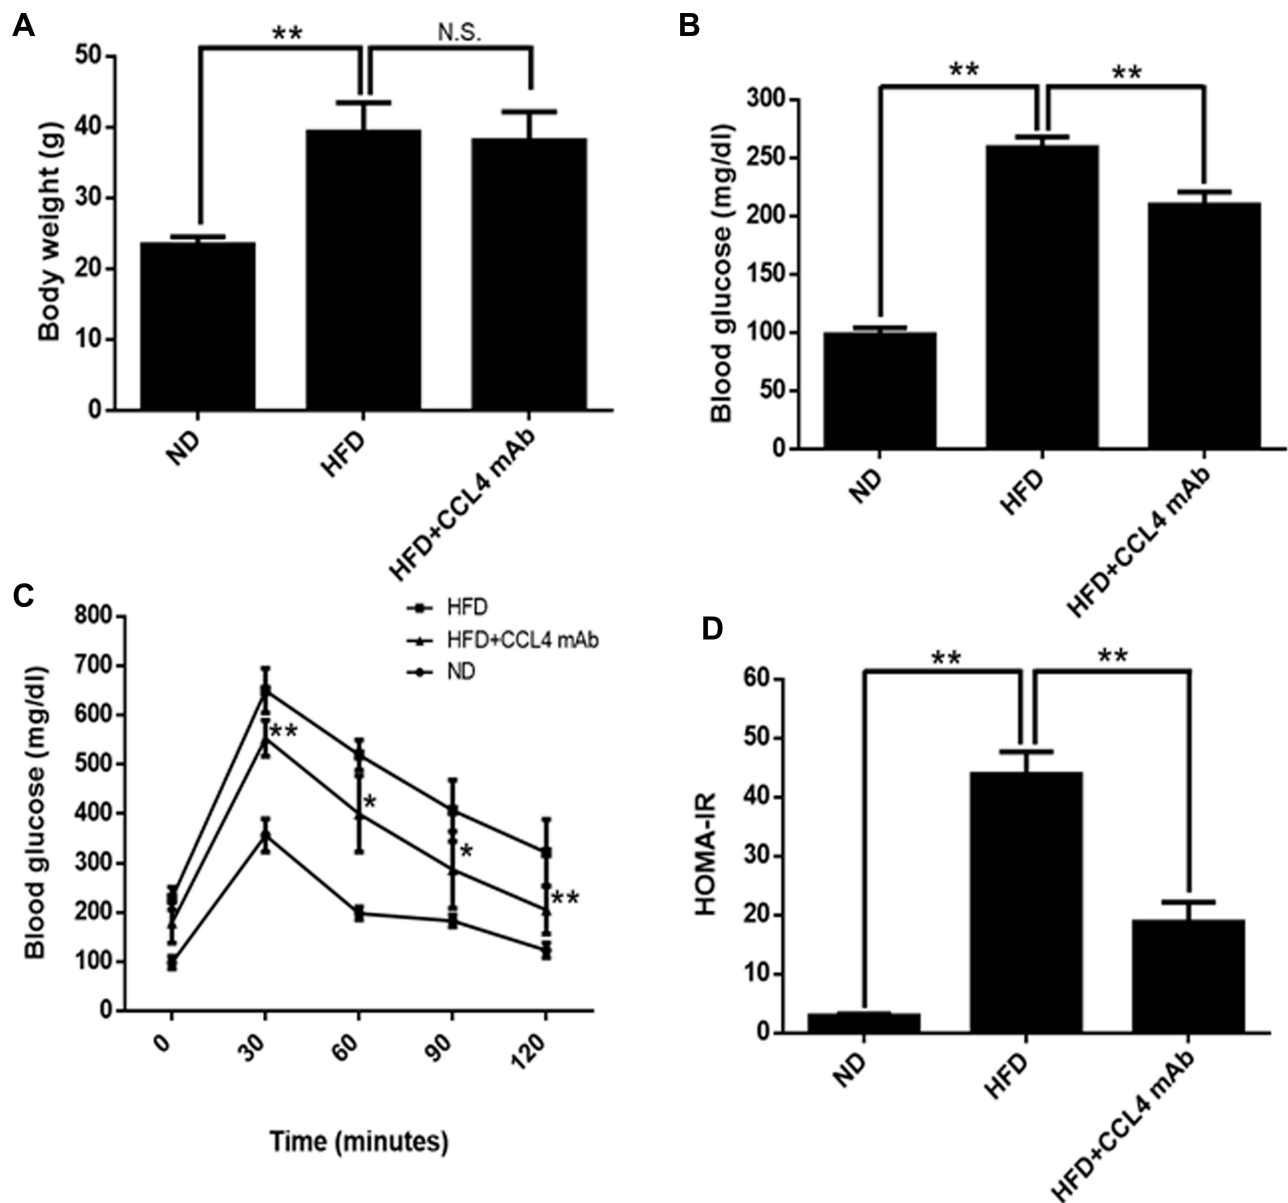 A
** N.S.
50
40
30
20
10
0
Body weight (g)
ND HFD HFD+CCL4 mAb
B
** **
300
250
200
150
100
50
0
Blood glucose (mg/dl)
ND HFD HFD+CCL4 mAb
C
HFD
HFD+CCL4 mAb
ND
800
700
600
500
400
300
200
100
0
Blood glucose (mg/dl)
**
*
*
**
0 30 60 90 120
Time (minutes)
D
** **
60
50
40
30
20
10
0
HOMA-IR
ND HFD HFD+CCL4 mAb